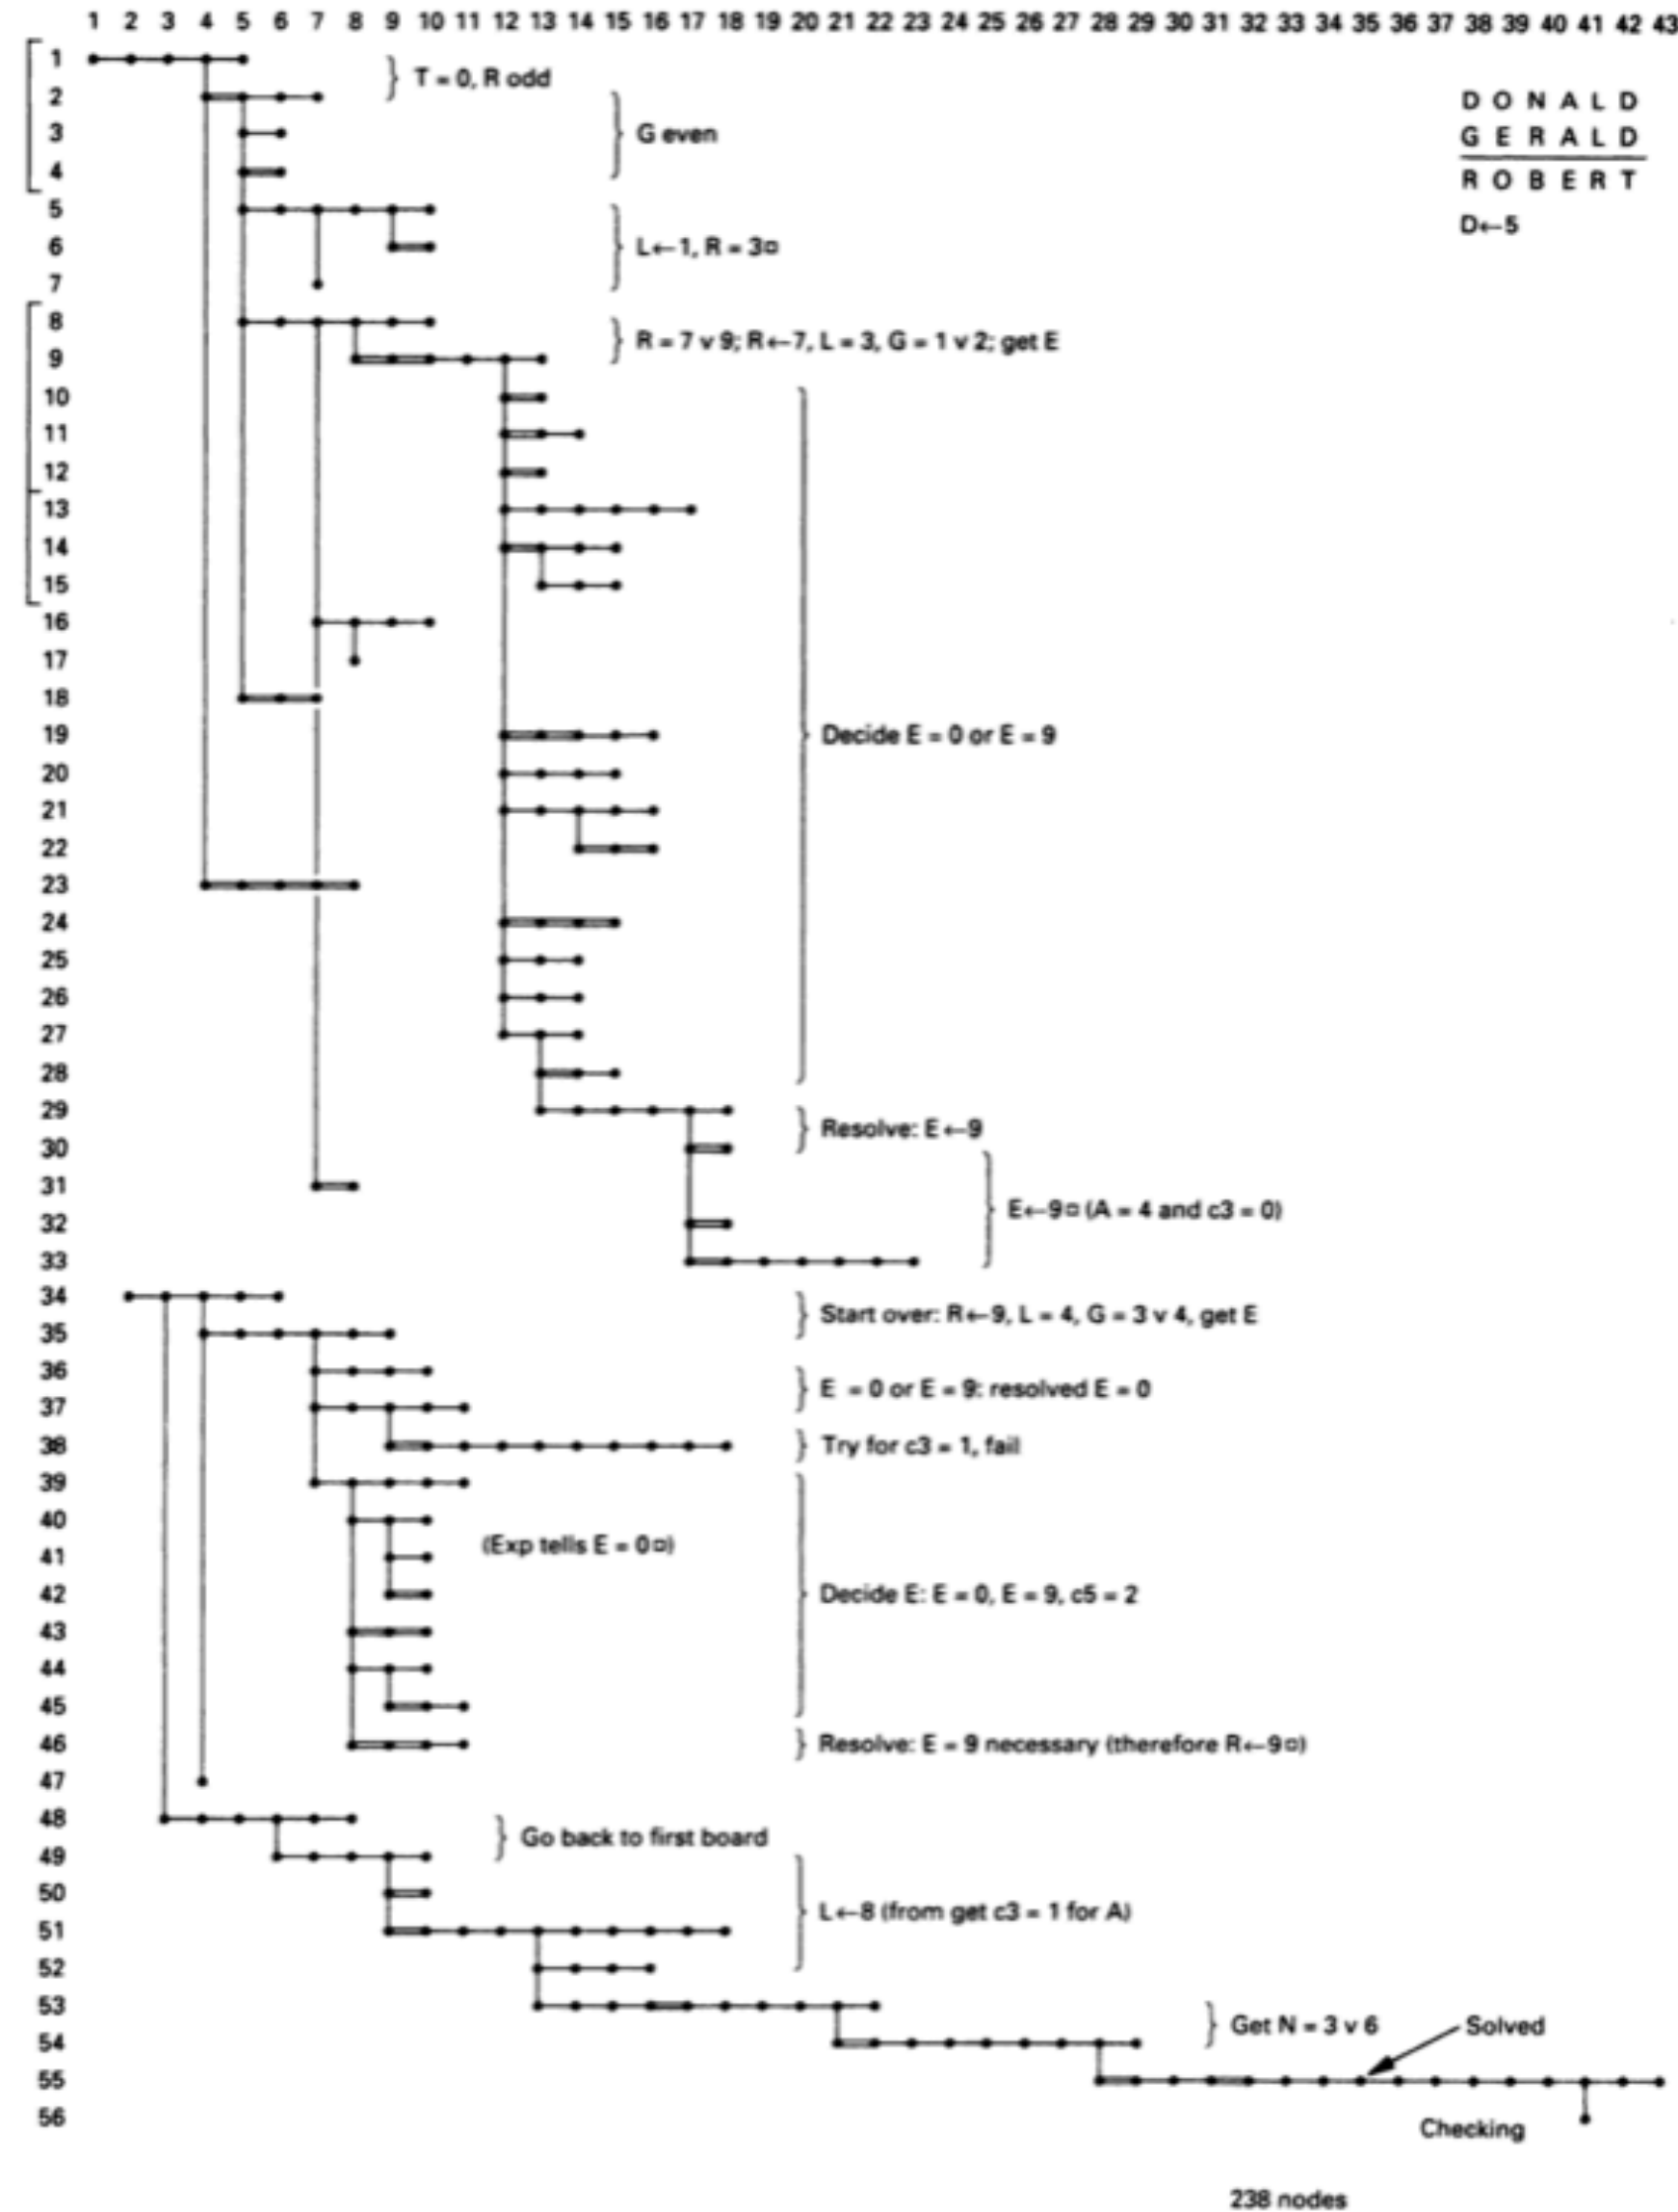 1 2 3 4 5 6 7 8 9 10 11 12 13 14 15 16 17 18 19 20 21 22 23 24 25 26 27 28 29 30 31 32 33 34 35 36 37 38 39 40 41 42 43
1
T = 0, R odd
2
D O N A L D
3
G even
G E R A L D
4
R O B E R T
5
D←5
6
L←1, R = 3□
7
8
R = 7 v 9; R←7, L = 3, G = 1 v 2; get E
9
10
11
12
13
14
15
16
17
18
19
Decide E = 0 or E = 9
20
21
22
23
24
25
26
27
28
29
Resolve: E←9
30
31
E←9□ (A = 4 and c3 = 0)
32
33
34
Start over: R←9, L = 4, G = 3 v 4, get E
35
36
E = 0 or E = 9: resolved E = 0
37
38
Try for c3 = 1, fail
39
40
(Exp tells E = 0□)
41
42
Decide E: E = 0, E = 9, c5 = 2
43
44
45
46
Resolve: E = 9 necessary (therefore R←9□)
47
48
Go back to first board
49
50
L←8 (from get c3 = 1 for A)
51
52
53
Get N = 3 v 6
Solved
54
55
56
Checking
238 nodes